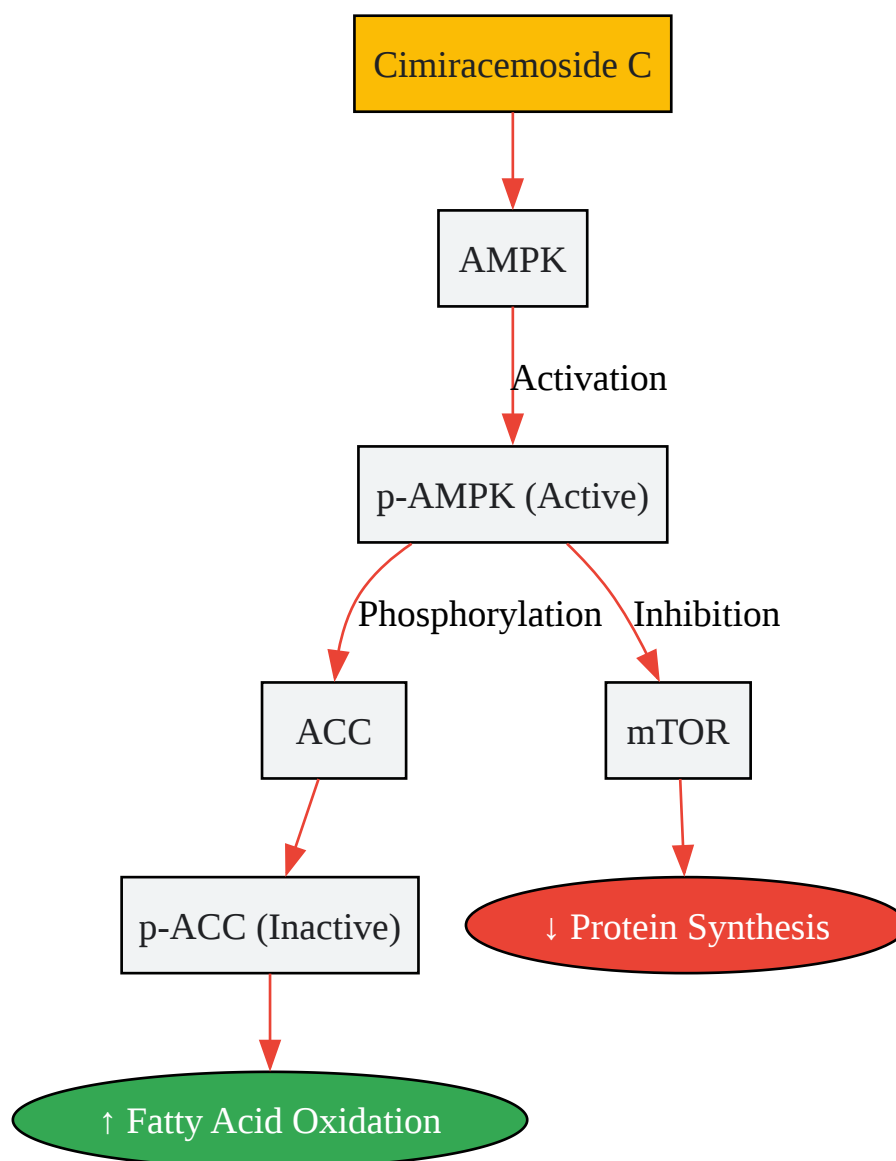 Cimiracemoside C
AMPK
Activation
p-AMPK (Active)
Phosphorylation
Inhibition
ACC
mTOR
p-ACC (Inactive)
↓ Protein Synthesis
↑ Fatty Acid Oxidation